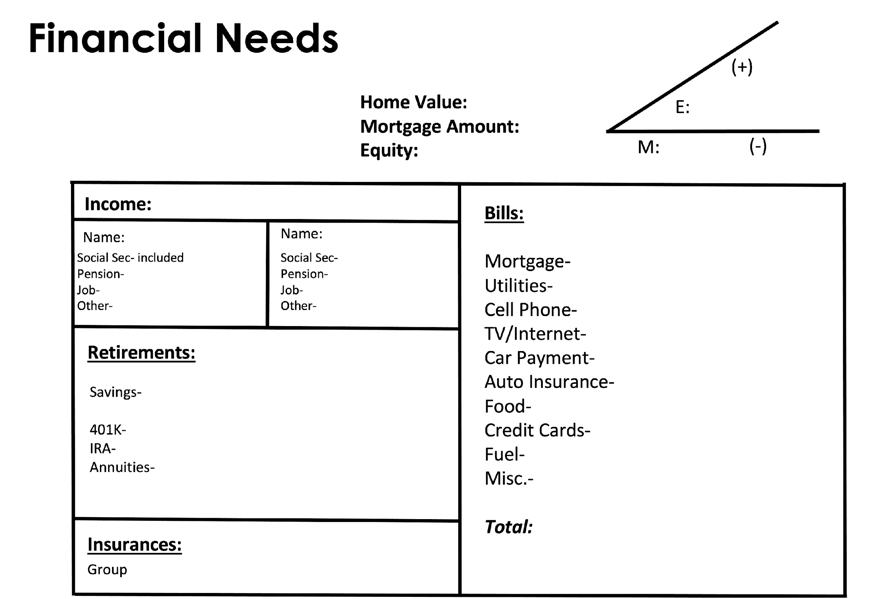 Financial Needs
(+)
E:
M:
(-)
Home Value:
Mortgage Amount:
Equity:
Income:
Name:
Social Sec- included
Pension-
Job-
Other-
Name:
Social Sec-
Pension-
Job-
Other-
Retirements:
Savings-
401K-
IRA-
Annuities-
Insurances:
Group
Bills:
Mortgage-
Utilities-
Cell Phone-
TV/Internet-
Car Payment-
Auto Insurance-
Food-
Credit Cards-
Fuel-
Misc.-
Total: